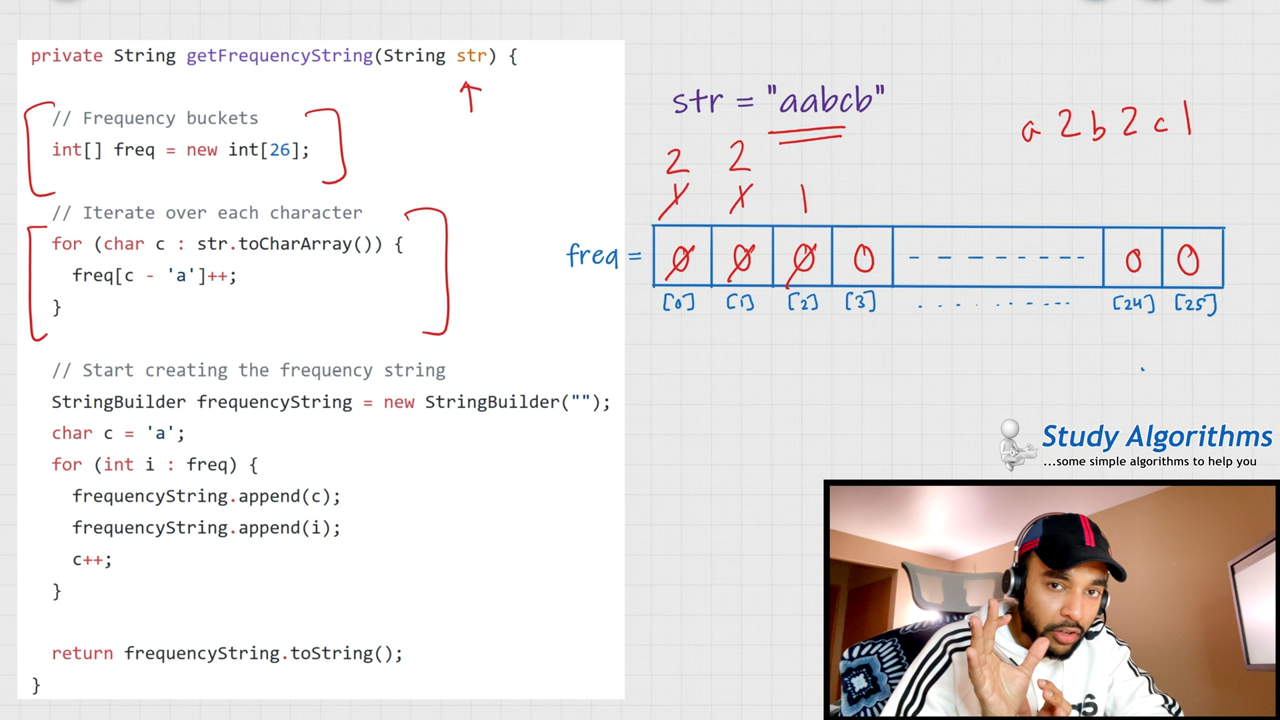 private String getFrequencyString(String str) {
// Frequency buckets
int[] freq = new int[26];
// Iterate over each character
for (char c : str.toCharArray()) {
freq[c - 'a']++;
}
// Start creating the frequency string
StringBuilder frequencyString = new StringBuilder("");
char c = 'a';
for (int i : freq) {
frequencyString.append(c);
frequencyString.append(i);
c++;
}
return frequencyString.toString();
}
str = "aabcb"
a 2 b 2 c 1
2 2
1 1 1
freq = 0 0 0 0 - - - - - - - - - 0 0
[0] [1] [2] [3] . . . . . . . . . . [24] [25]
Study Algorithms
...some simple algorithms to help you